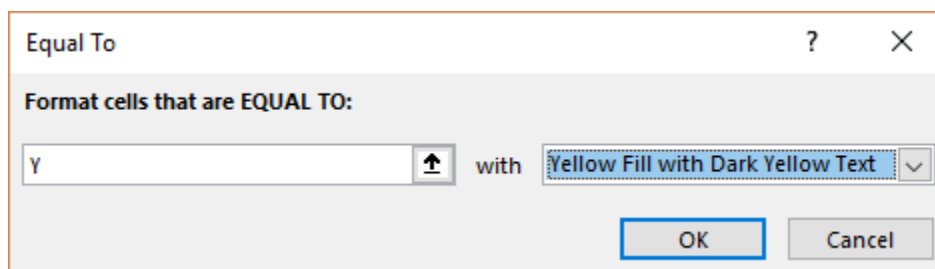 Equal To ?
Format cells that are EQUAL TO:
Y with Yellow Fill with Dark Yellow Text
OK Cancel